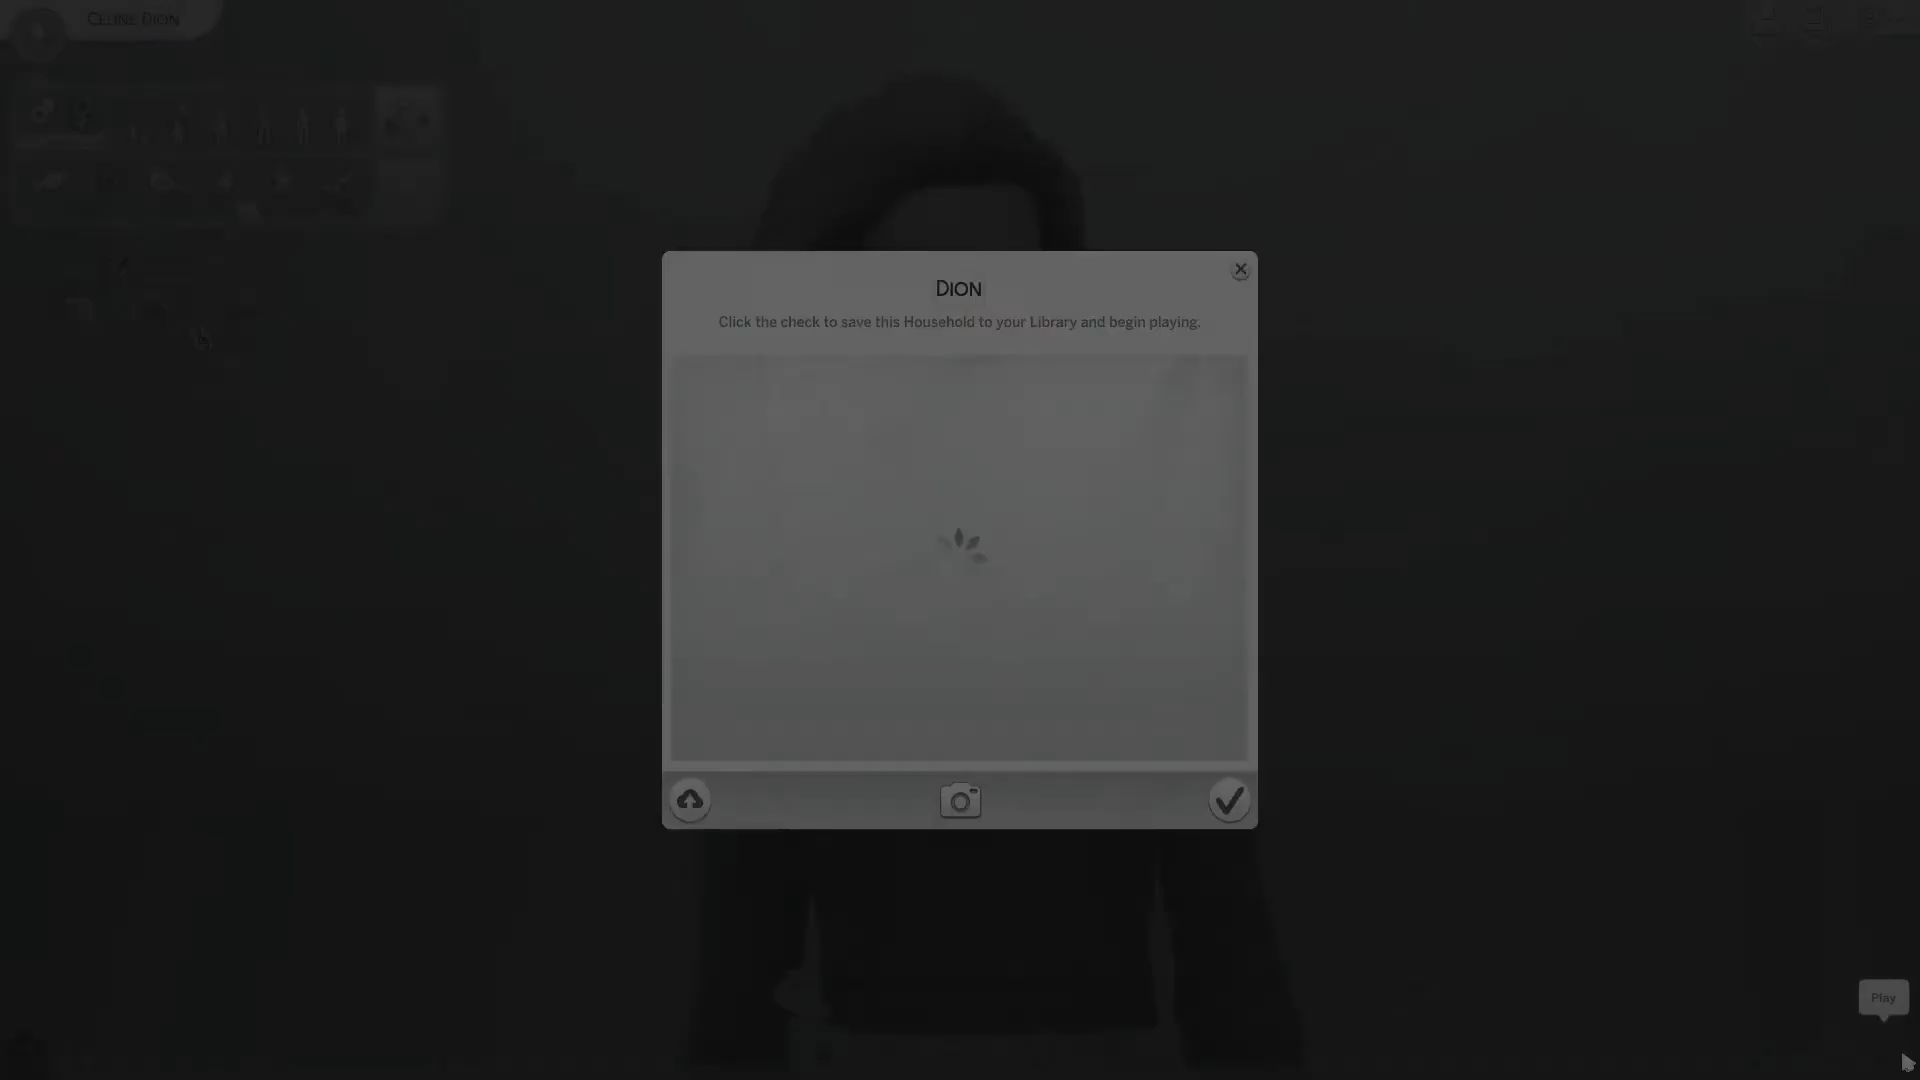 CELINE DION
DION
Click the check to save this Household to your Library and begin playing.
Play